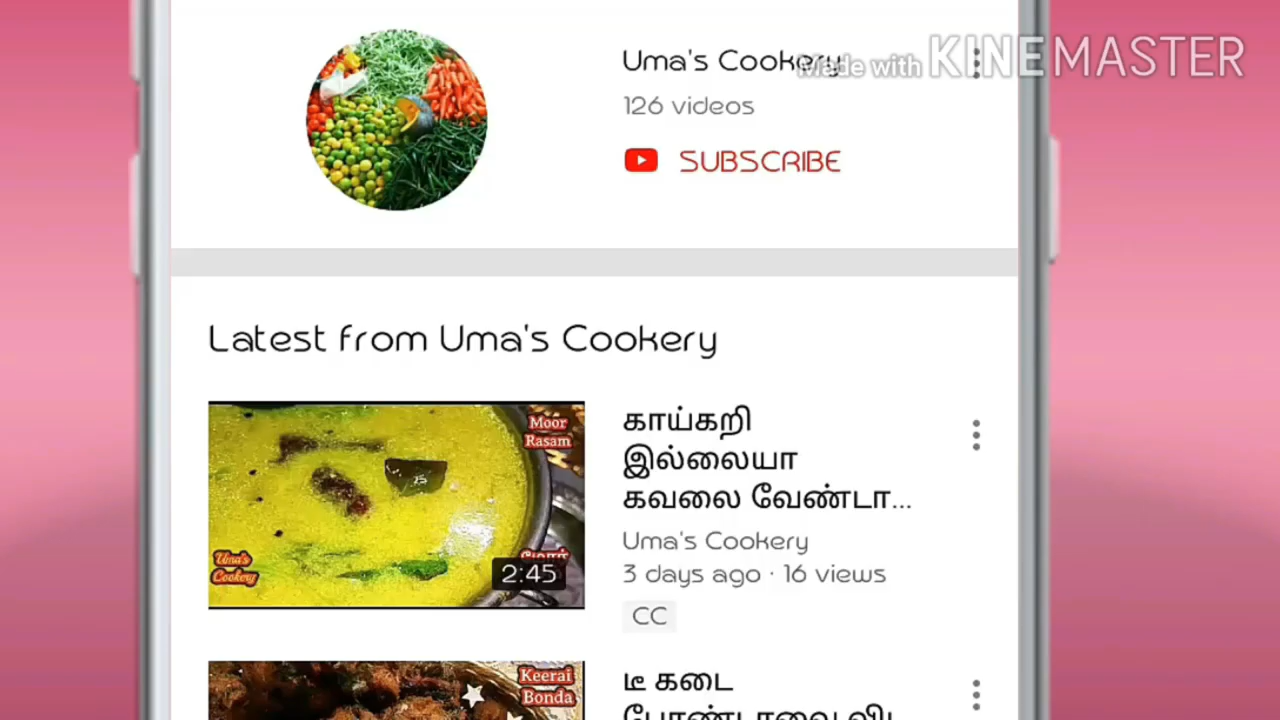 Uma's Cookery
Made with KINEMASTER
126 videos
SUBSCRIBE
Latest from Uma's Cookery
Moor
Rasam
Uma's
Cookery
மோர்
2:45
காய்கறி
இல்லையா
கவலை வேண்டா...
Uma's Cookery
3 days ago · 16 views
CC
Keerai
Bonda
டீ கடை